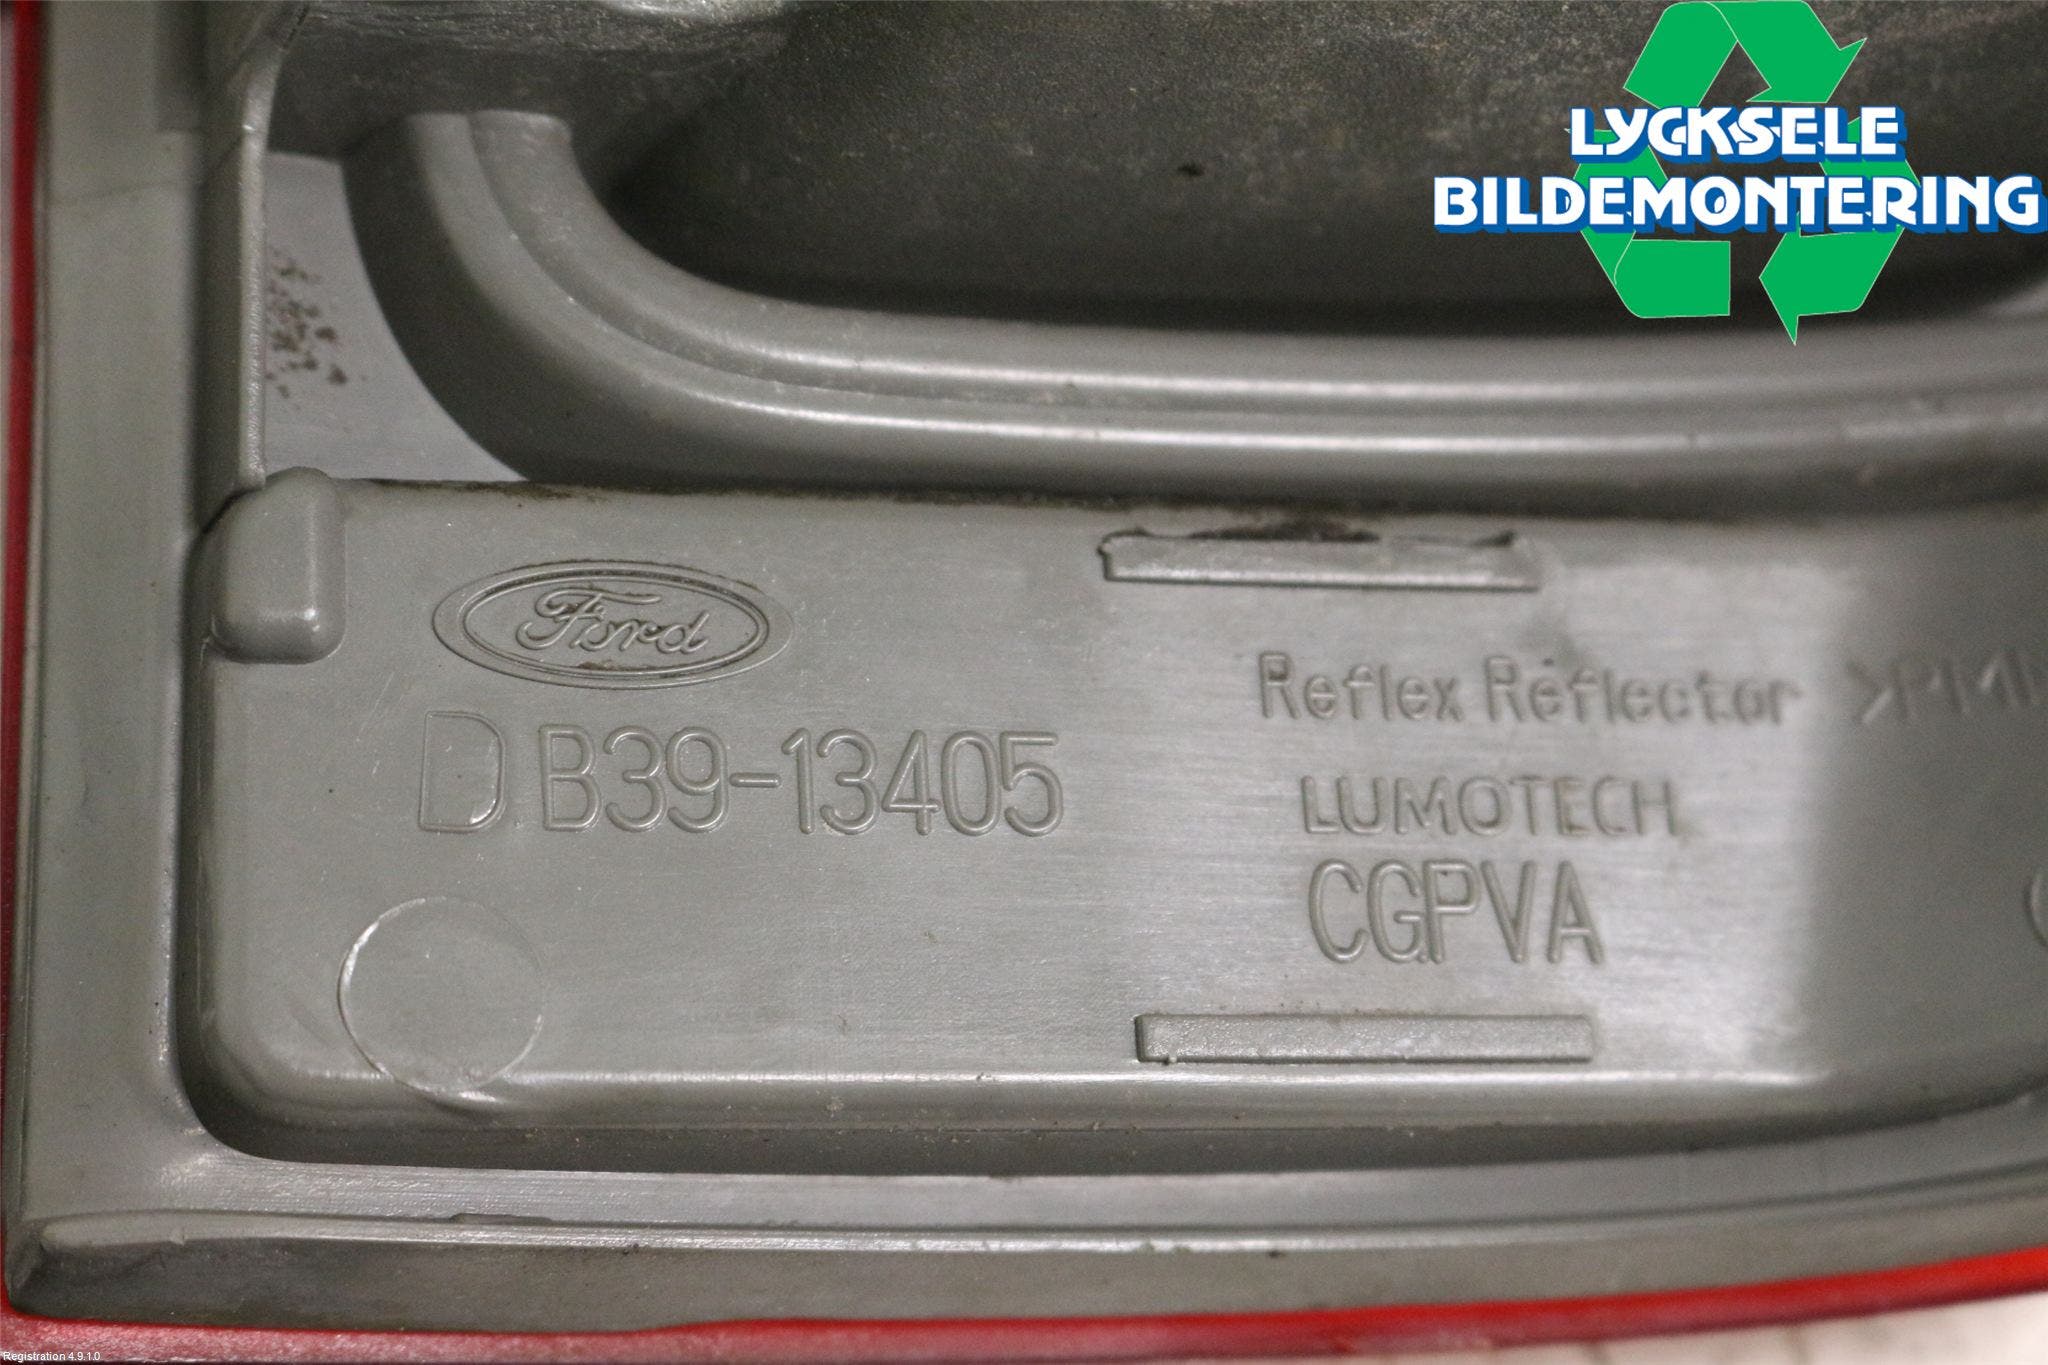 LYCKSELE
BILDEMONTERING
Ford
Reflex Reflector
D B39-13405
LUMOTECH
CGPVA
Registration 4.9.1.0